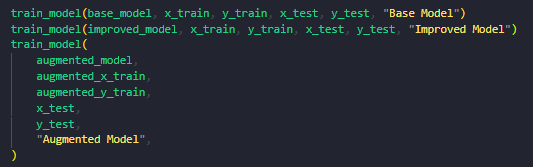 train_model(base_model, x_train, y_train, x_test, y_test, "Base Model")
train_model(improved_model, x_train, y_train, x_test, y_test, "Improved Model")
train_model(
    augmented_model,
    augmented_x_train,
    augmented_y_train,
    x_test,
    y_test,
    "Augmented Model",
)